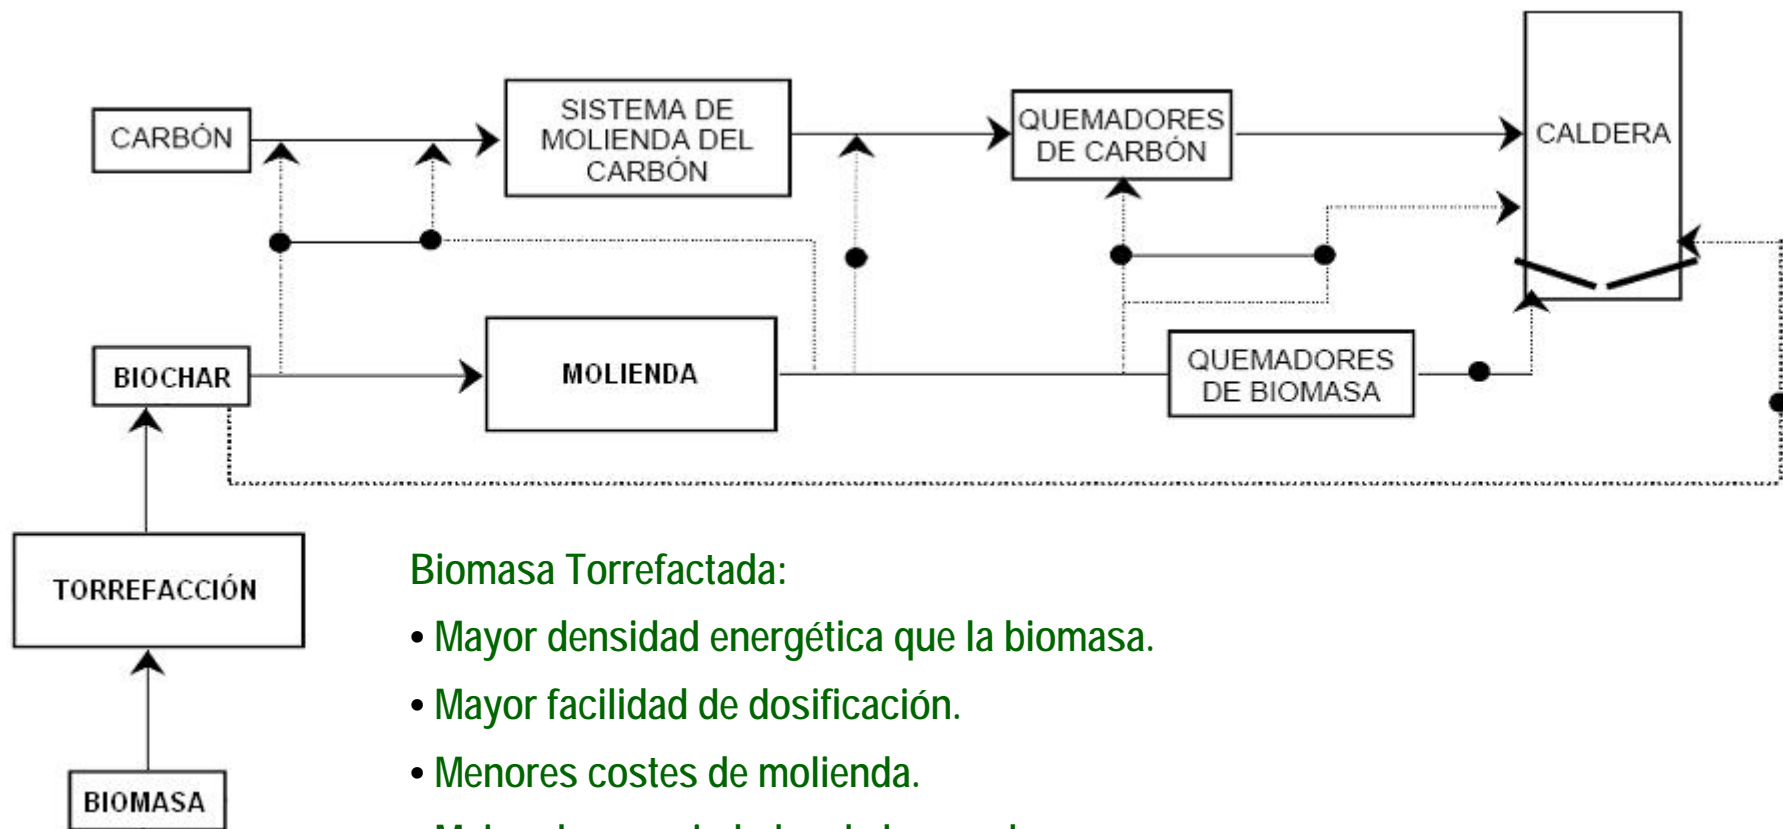 CARBÓN
SISTEMA DE
MOLIENDA DEL
CARBÓN
QUEMADORES
DE CARBÓN
CALDERA
BIOCHAR
MOLIENDA
QUEMADORES
DE BIOMASA
TORREFACCIÓN
BIOMASA
Biomasa Torrefactada:
• Mayor densidad energética que la biomasa.
• Mayor facilidad de dosificación.
• Menores costes de molienda.